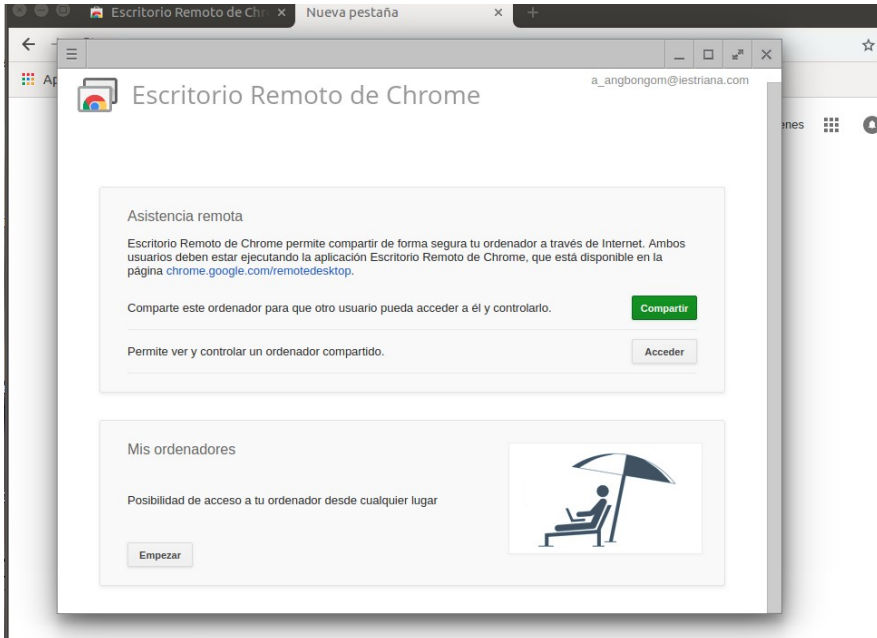 Escritorio Remoto de Chr
Nueva pestaña
a_angbongom@iestriana.com
Escritorio Remoto de Chrome
Asistencia remota
Escritorio Remoto de Chrome permite compartir de forma segura tu ordenador a través de Internet. Ambos
usuarios deben estar ejecutando la aplicación Escritorio Remoto de Chrome, que está disponible en la
página chrome.google.com/remotedesktop.
Comparte este ordenador para que otro usuario pueda acceder a él y controlarlo.
Compartir
Permite ver y controlar un ordenador compartido.
Acceder
Mis ordenadores
Posibilidad de acceso a tu ordenador desde cualquier lugar
Empezar